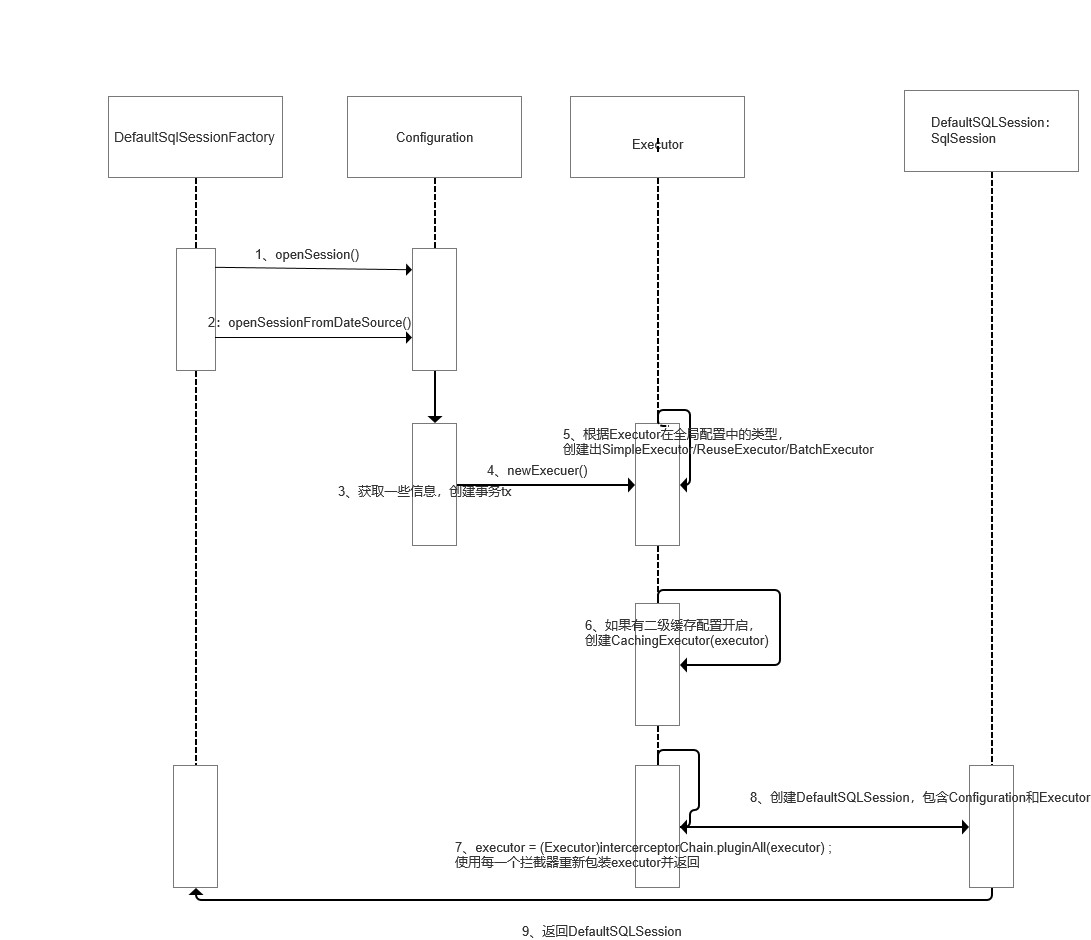 DefaultSqlSessionFactory
Configuration
Executor
DefaultSQLSession：
SqlSession
1、openSession()
2：openSessionFromDateSource()
5、根据Executor在全局配置中的类型，
创建出SimpleExecutor/ReuseExecutor/BatchExecutor
4、newExecuer()
3、获取一些信息，创建事务tx
6、如果有二级缓存配置开启，
创建CachingExecutor(executor)
8、创建DefaultSQLSession，包含Configuration和Executor
7、executor = (Executor)intercerceptorChain.pluginAll(executor) ;
使用每一个拦截器重新包装executor并返回
9、返回DefaultSQLSession